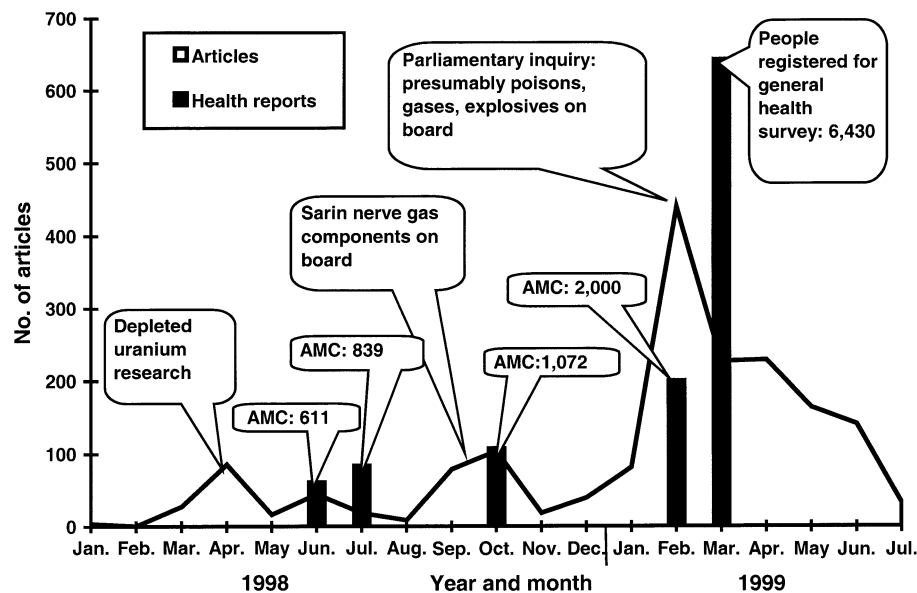 700
600
500
400
300
200
100
0
No. of articles
Articles
Health reports
Parliamentary inquiry:
presumably poisons,
gases, explosives on
board
People
registered for
general
health
survey: 6,430
Sarin nerve gas
components on
board
AMC: 2,000
Depleted
uranium
research
AMC: 839
AMC:1,072
AMC: 611
Jan. Feb. Mar. Apr. May Jun. Jul. Aug. Sep. Oct. Nov. Dec. Jan. Feb. Mar. Apr. May Jun. Jul.
1998 Year and month 1999